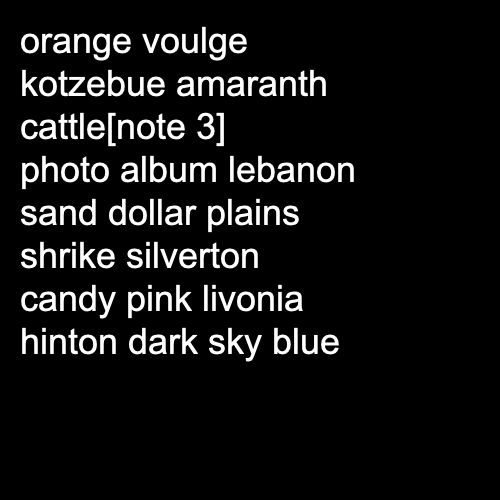 orange voulge
kotzebue amaranth
cattle[note 3]
photo album lebanon
sand dollar plains
shrike silverton
candy pink livonia
hinton dark sky blue